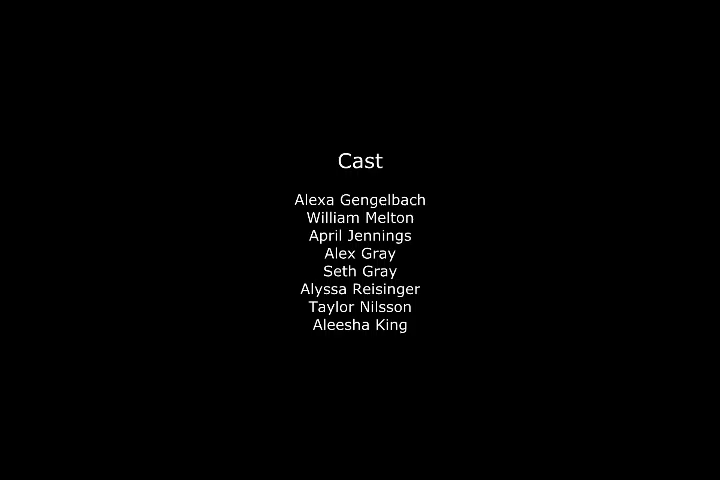 Cast
Alexa Gengelbach
William Melton
April Jennings
Alex Gray
Seth Gray
Alyssa Reisinger
Taylor Nilsson
Aleesha King